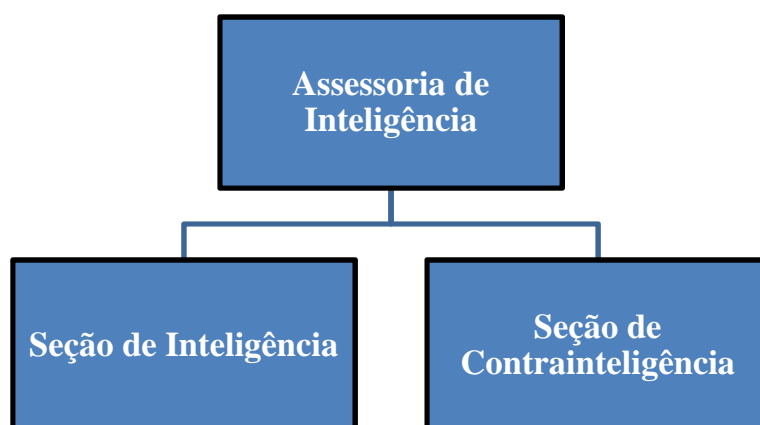 Assessoria de
Inteligência
Seção de Inteligência
Seção de
Contrainteligência